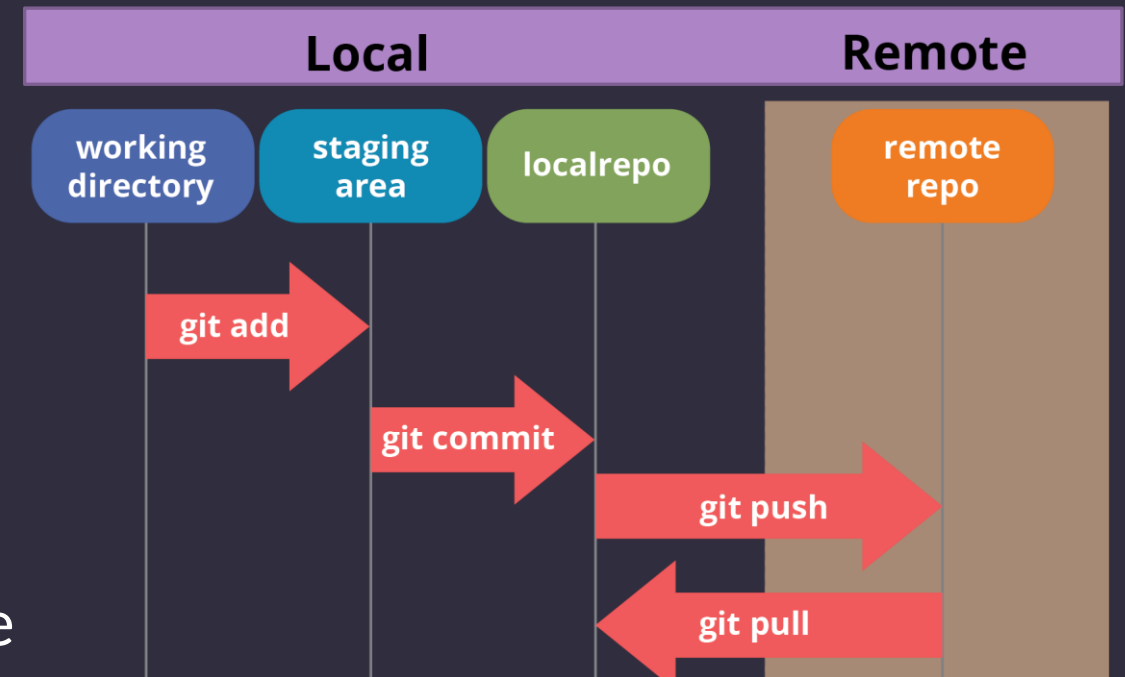 Local Remote
working
directory
staging
area
localrepo
remote
repo
git add
git commit
git push
git pull
e